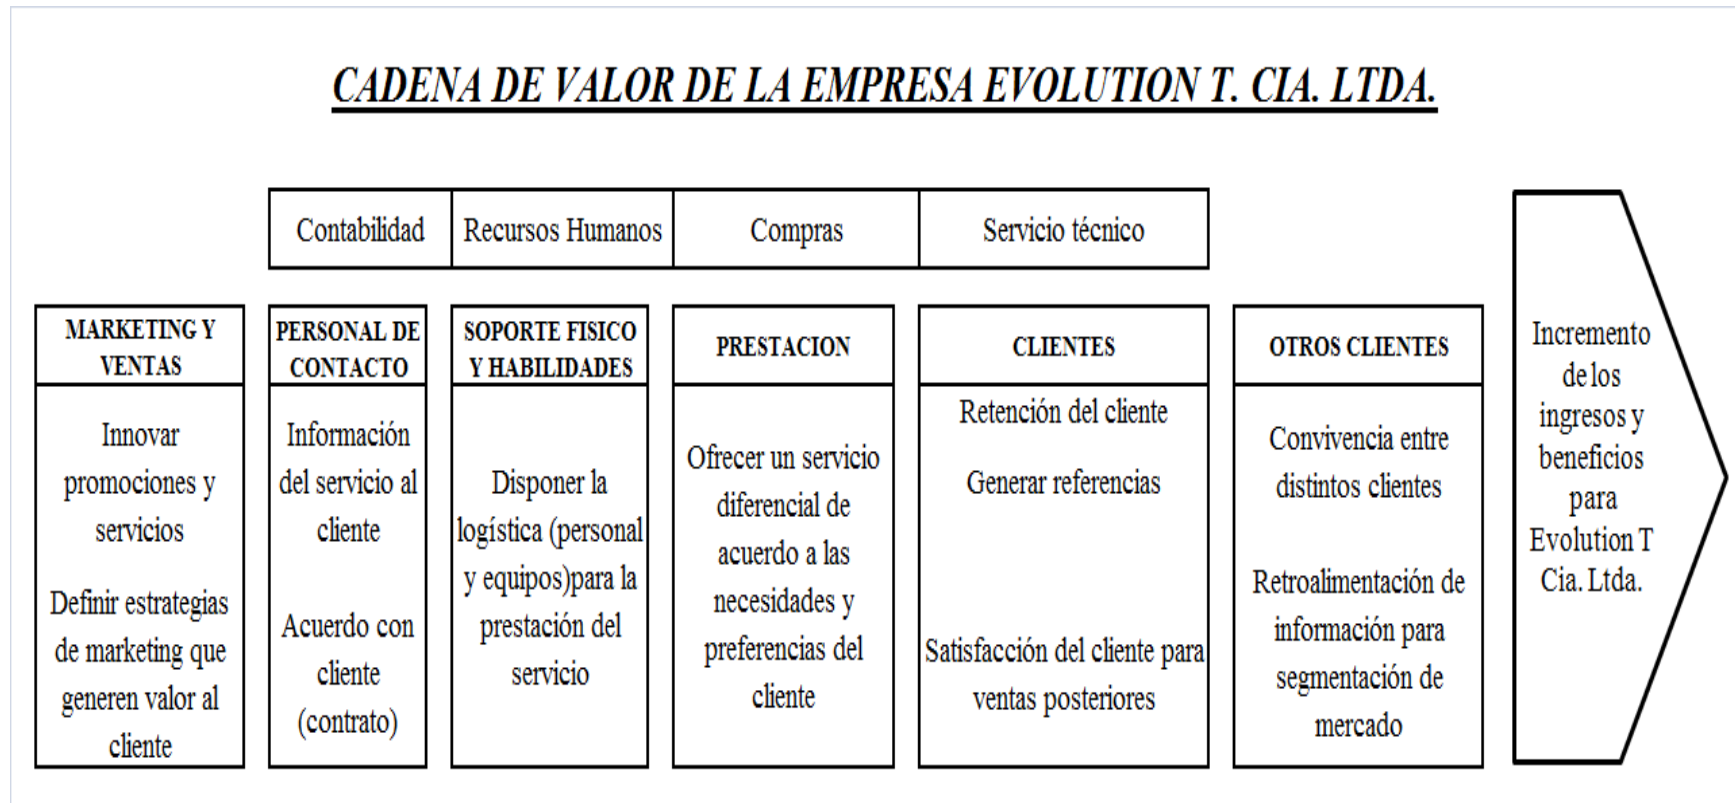 CADENA DE VALOR DE LA EMPRESA EVOLUTION T. CIA. LTDA.
Contabilidad
Recursos Humanos
Compras
Servicio técnico
MARKETING Y
VENTAS
Innovar
promociones y
servicios
Definir estrategias
de marketing que
generen valor al
cliente
PERSONAL DE
CONTACTO
Información
del servicio al
cliente
Acuerdo con
cliente
(contrato)
SOPORTE FISICO
Y HABILIDADES
Disponer la
logística (personal
y equipos)para la
prestación del
servicio
PRESTACION
Ofrecer un servicio
diferencial de
acuerdo a las
necesidades y
preferencias del
cliente
CLIENTES
Retención del cliente
Generar referencias
Satisfacción del cliente para
ventas posteriores
OTROS CLIENTES
Convivencia entre
distintos clientes
Retroalimentación de
información para
segmentación de
mercado
Incremento
de los
ingresos y
beneficios
para
Evolution T
Cia. Ltda.